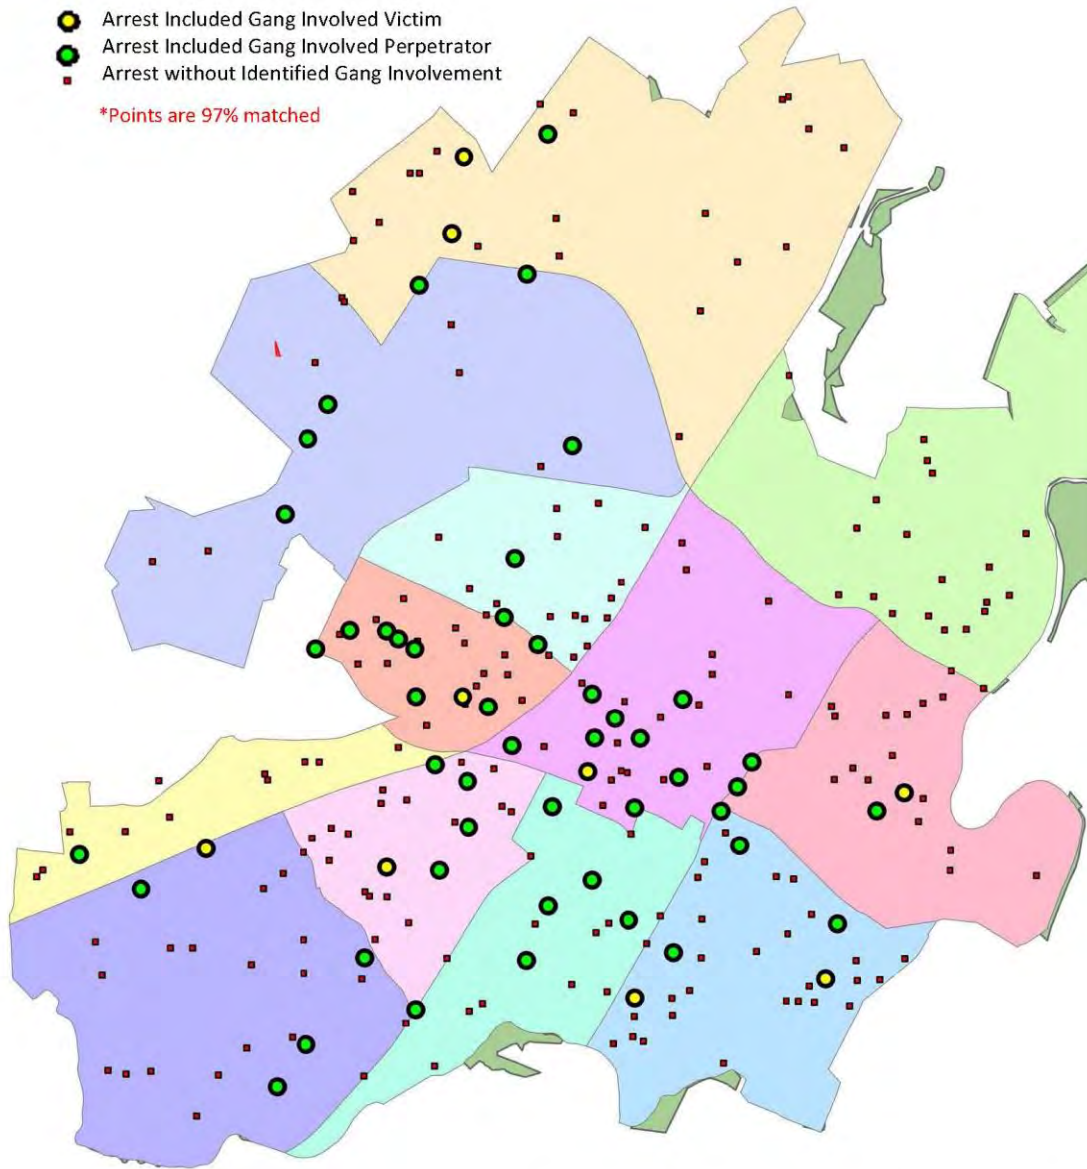 Arrest Included Gang Involved Victim
Arrest Included Gang Involved Perpetrator
Arrest without Identified Gang Involvement
*Points are 97% matched